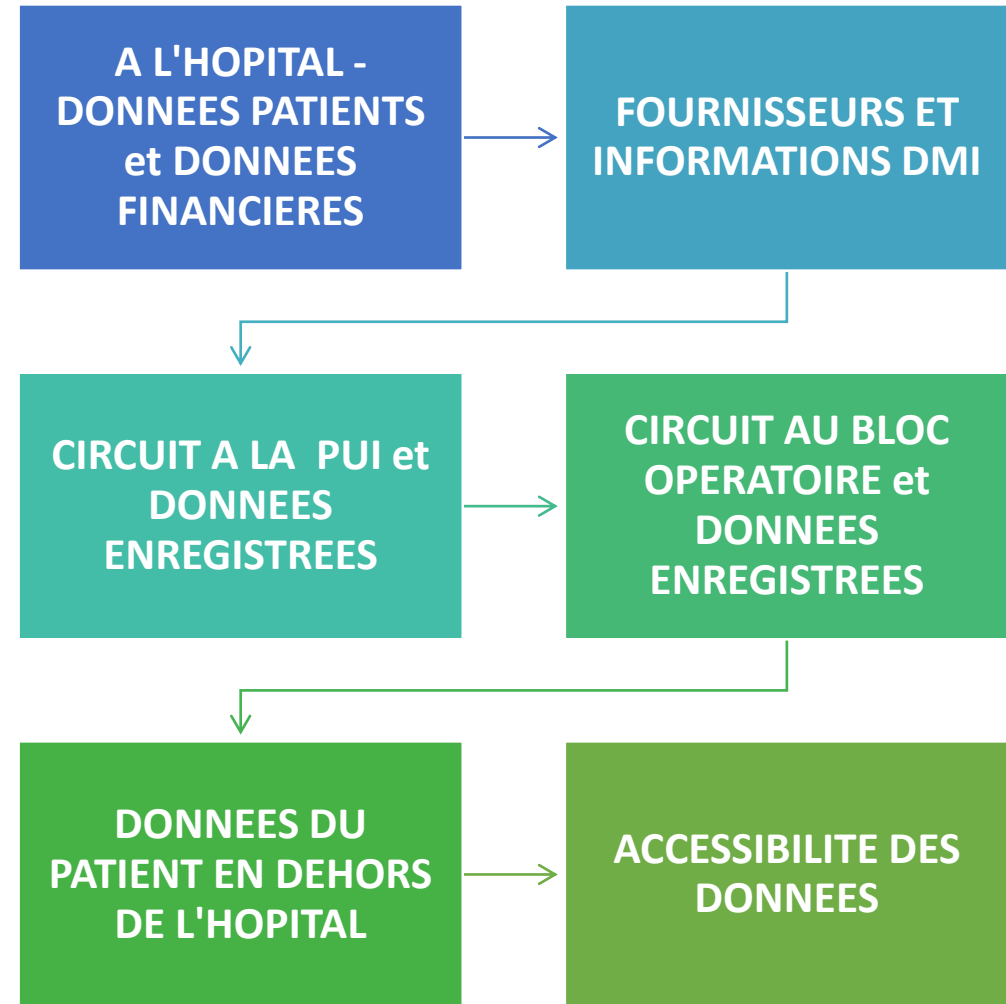 A L'HOPITAL -
DONNEES PATIENTS
et DONNEES
FINANCIERES
FOURNISSEURS ET
INFORMATIONS DMI
CIRCUIT A LA  PUI et
DONNEES
ENREGISTREES
CIRCUIT AU BLOC
OPERATOIRE et
DONNEES
ENREGISTREES
DONNEES DU
PATIENT EN DEHORS
DE L'HOPITAL
ACCESSIBILITE DES
DONNEES